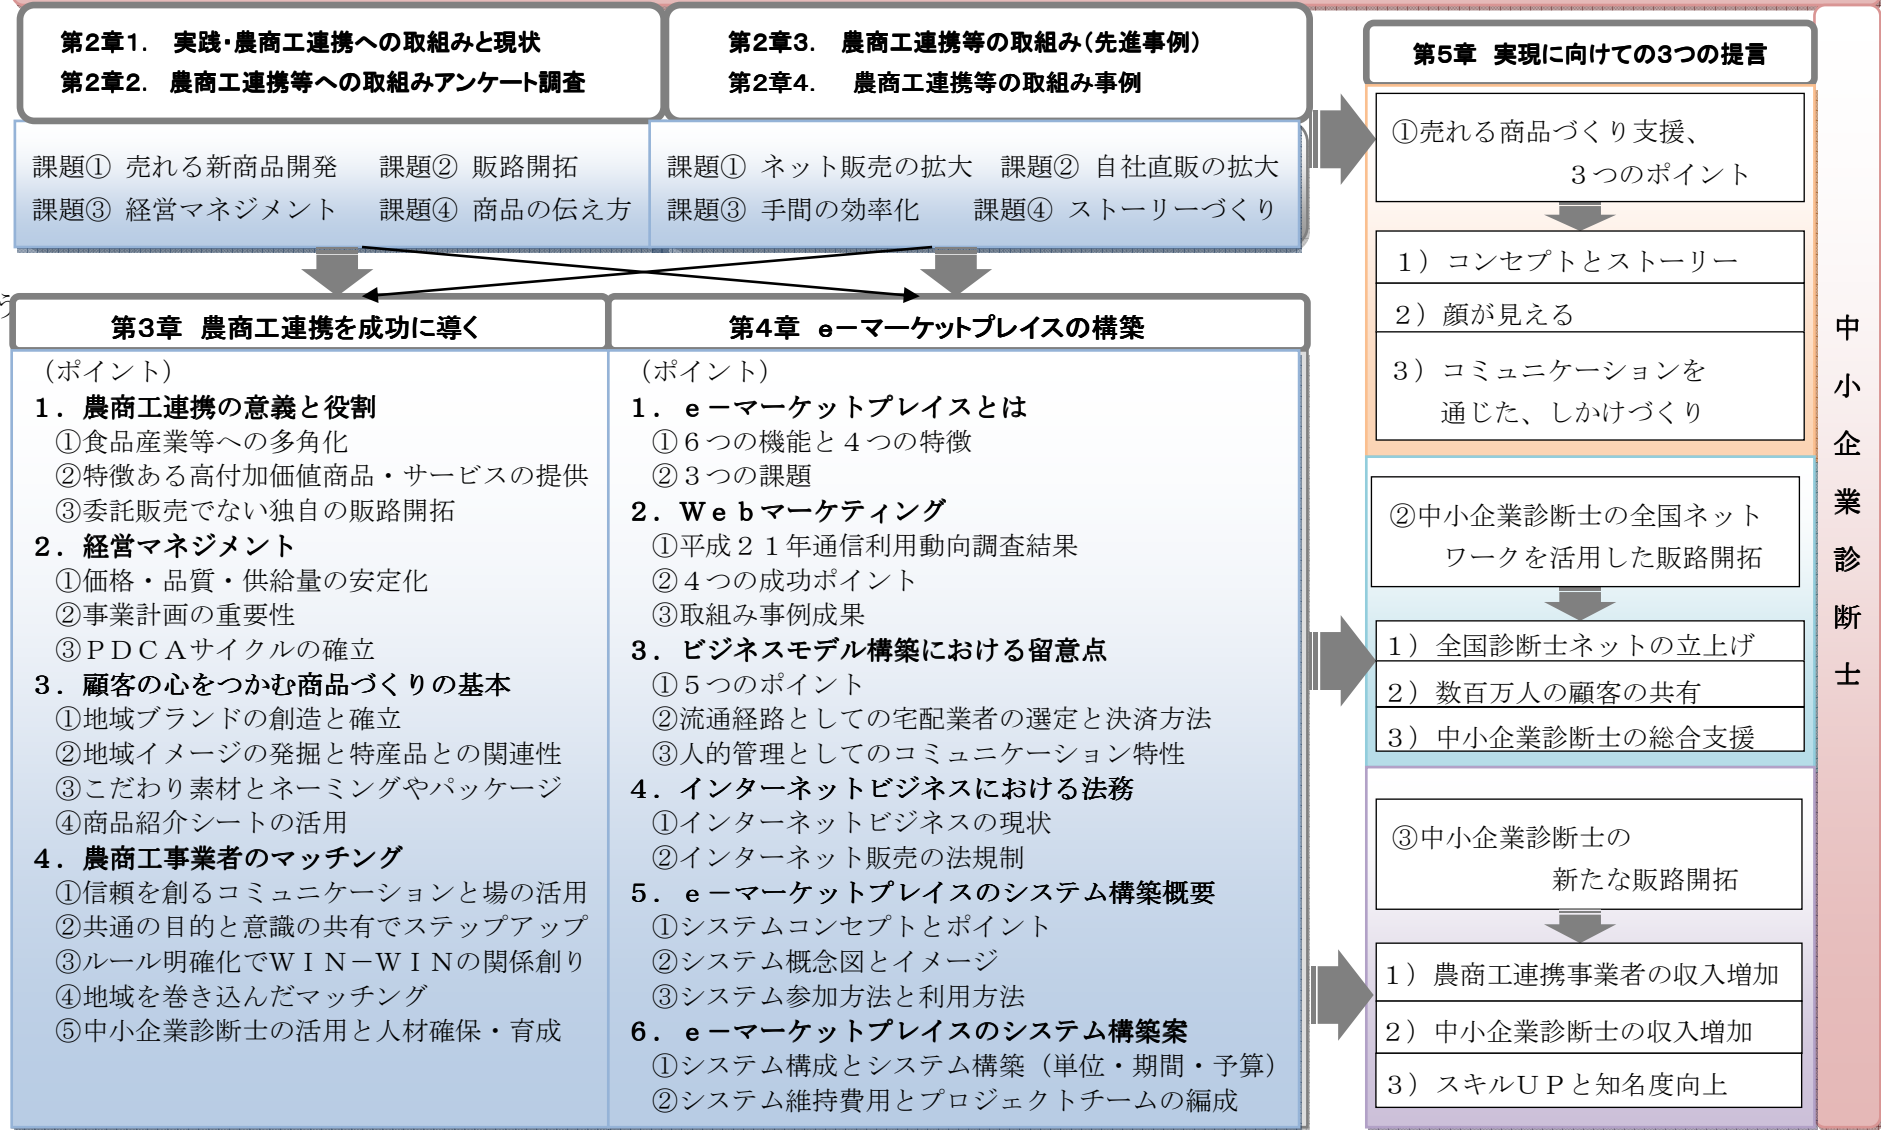 第2章1． 実践・農商工連携への取組みと現状
第2章2． 農商工連携等への取組みアンケート調査
第2章3． 農商工連携等の取組み（先進事例）
第2章4． 農商工連携等の取組み事例
課題① 売れる新商品開発 課題② 販路開拓
課題③ 経営マネジメント 課題④ 商品の伝え方
課題① ネット販売の拡大 課題② 自社直販の拡大
課題③ 手間の効率化 課題④ ストーリーづくり
う
第3章 農商工連携を成功に導く
（ポイント）
１．農商工連携の意義と役割
①食品産業等への多角化
②特徴ある高付加価値商品・サービスの提供
③委託販売でない独自の販路開拓
２．経営マネジメント
①価格・品質・供給量の安定化
②事業計画の重要性
③ＰＤＣＡサイクルの確立
３．顧客の心をつかむ商品づくりの基本
①地域ブランドの創造と確立
②地域イメージの発掘と特産品との関連性
③こだわり素材とネーミングやパッケージ
④商品紹介シートの活用
４．農商工事業者のマッチング
①信頼を創るコミュニケーションと場の活用
②共通の目的と意識の共有でステップアップ
③ルール明確化でＷＩＮ－ＷＩＮの関係創り
④地域を巻き込んだマッチング
⑤中小企業診断士の活用と人材確保・育成
第4章 e－マーケットプレイスの構築
（ポイント）
１．ｅ－マーケットプレイスとは
①６つの機能と４つの特徴
②３つの課題
２．Ｗｅｂマーケティング
①平成２１年通信利用動向調査結果
②４つの成功ポイント
③取組み事例成果
３．ビジネスモデル構築における留意点
①５つのポイント
②流通経路としての宅配業者の選定と決済方法
③人的管理としてのコミュニケーション特性
４．インターネットビジネスにおける法務
①インターネットビジネスの現状
②インターネット販売の法規制
５．ｅ－マーケットプレイスのシステム構築概要
①システムコンセプトとポイント
②システム概念図とイメージ
③システム参加方法と利用方法
６．ｅ－マーケットプレイスのシステム構築案
①システム構成とシステム構築（単位・期間・予算）
②システム維持費用とプロジェクトチームの編成
第5章 実現に向けての3つの提言
①売れる商品づくり支援、
３つのポイント
１）コンセプトとストーリー
２）顔が見える
３）コミュニケーションを
通じた、しかけづくり
②中小企業診断士の全国ネット
ワークを活用した販路開拓
１）全国診断士ネットの立上げ
２）数百万人の顧客の共有
３）中小企業診断士の総合支援
③中小企業診断士の
新たな販路開拓
１）農商工連携事業者の収入増加
２）中小企業診断士の収入増加
３）スキルＵＰと知名度向上
中小企業診断士